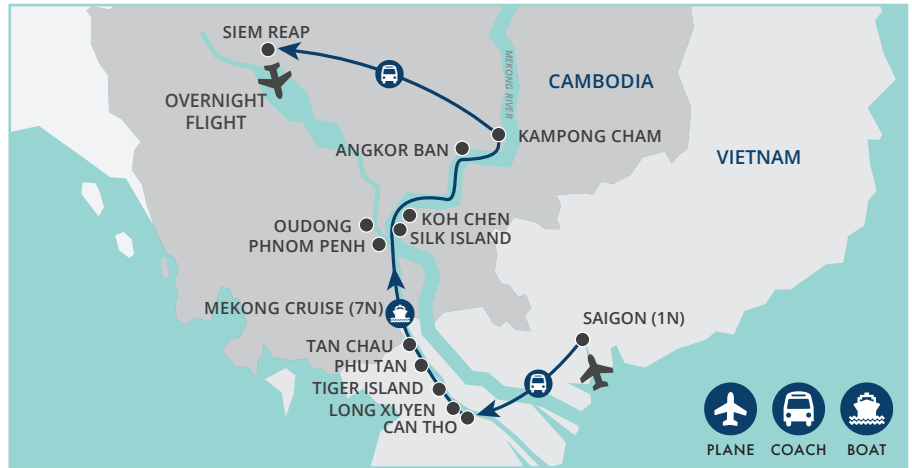 SIEM REAP
OVERNIGHT
FLIGHT
MEKONG RIVER
CAMBODIA
KAMPONG CHAM
ANGKOR BAN
VIETNAM
KOH CHEN
SILK ISLAND
OUDONG
PHNOM PENH
MEKONG CRUISE (7N)
SAIGON (1N)
TAN CHAU
PHU TAN
TIGER ISLAND
LONG XUYEN
CAN THO
PLANE
COACH
BOAT